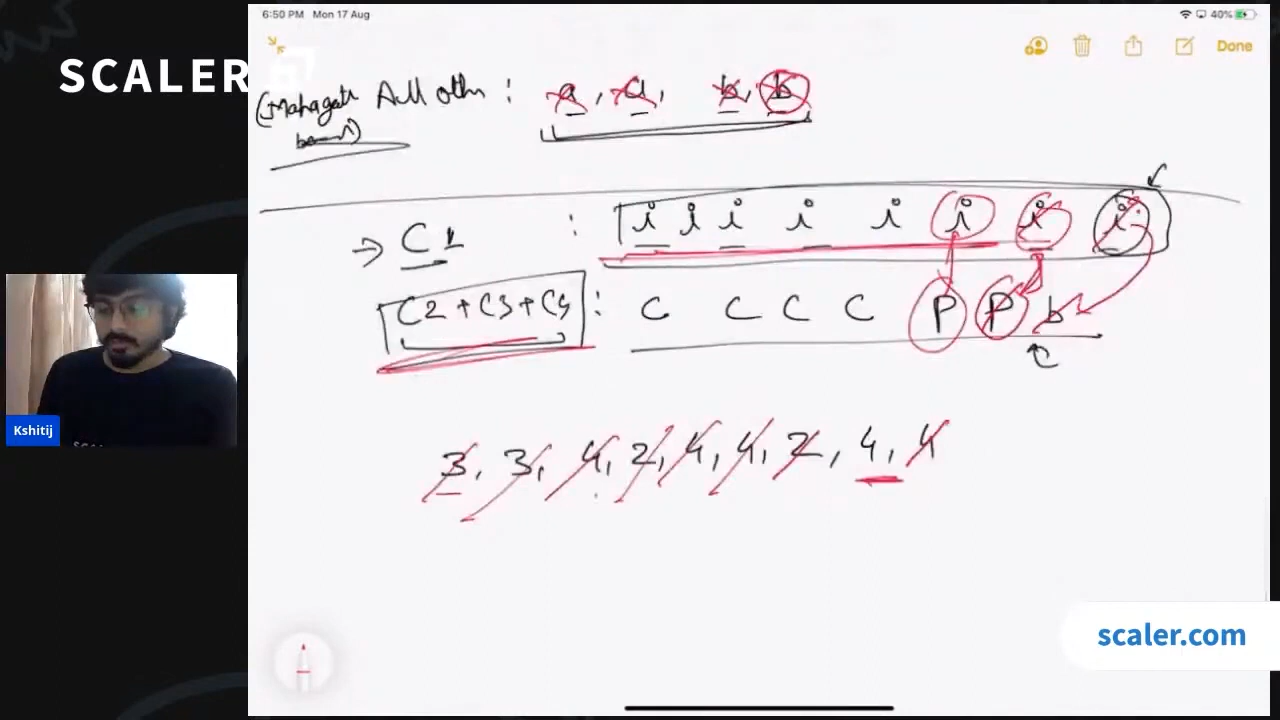 6:50 PM Mon 17 Aug
40%
SCALER
Done
All oth : a, a, b, b
→ C1 : i i i i i i i i
C2 + C3 + C4 : C C C C P P b
Kshitij
3, 3, 4, 2, 4, 4, 2, 4, 4
scaler.com